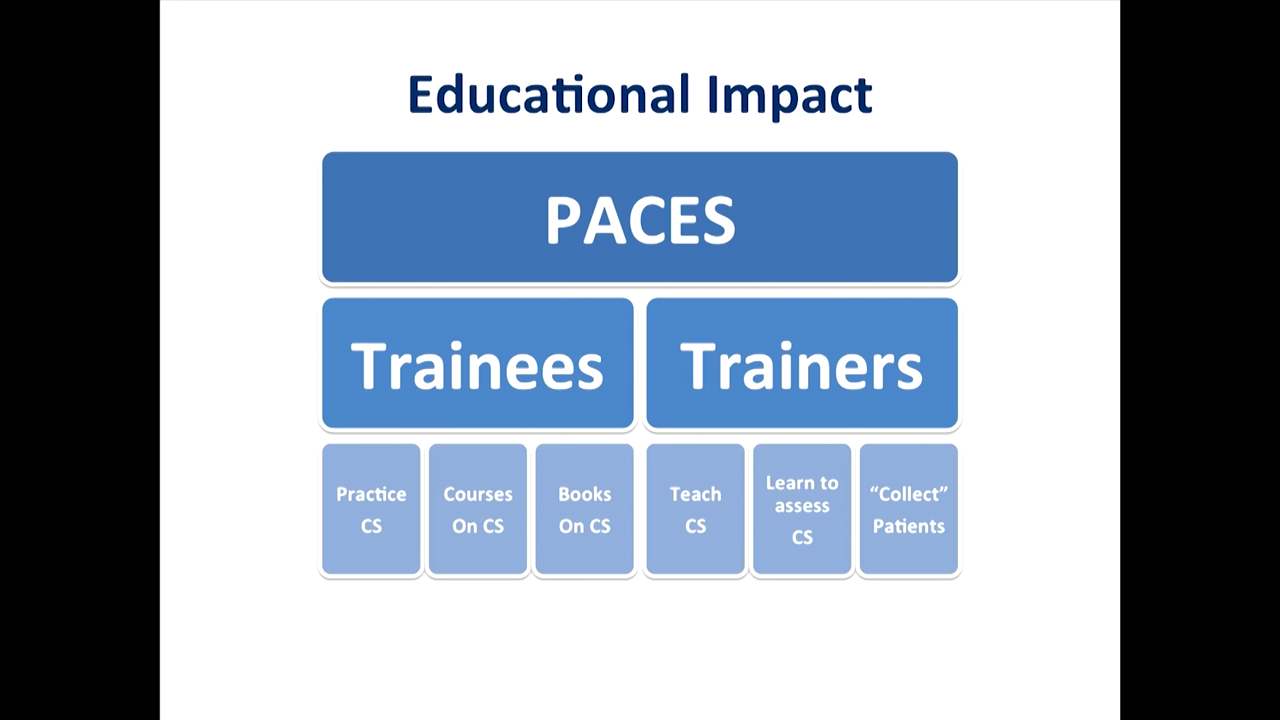 Educational Impact
PACES
Trainees
Trainers
Practice
CS
Courses
On CS
Books
On CS
Teach
CS
Learn to
assess
CS
“Collect”
Patients